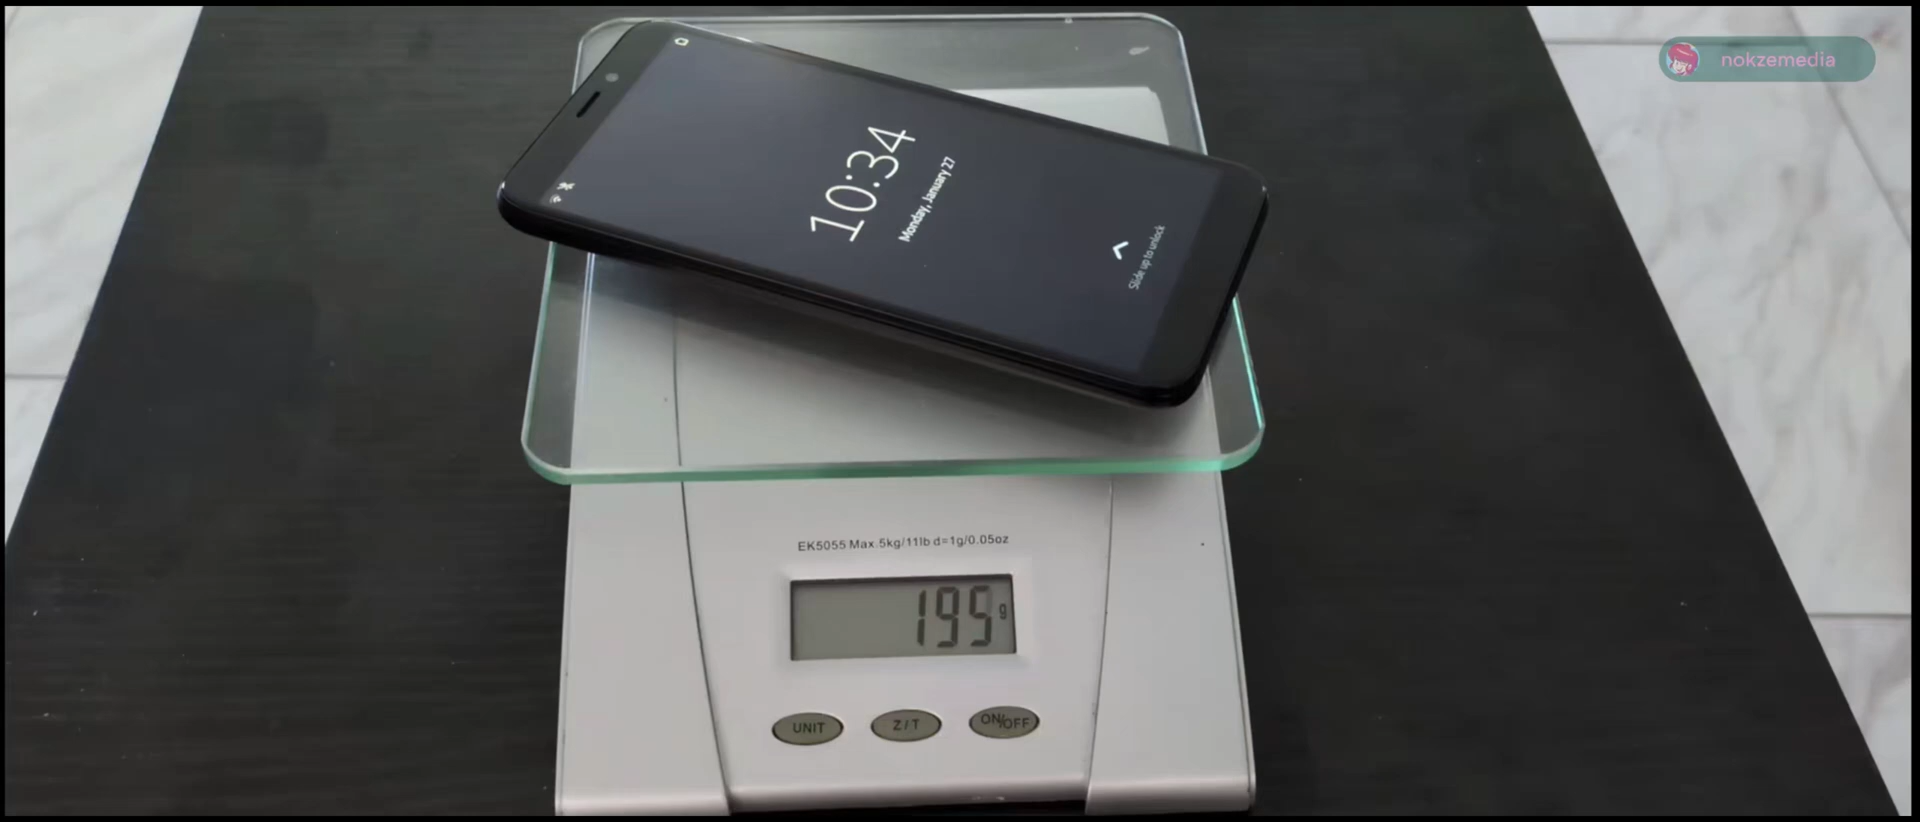 nokzemedia
10:34
Monday, January 27
Slide up to unlock
EK5055 Max.5kg/11lb d=1g/0.05oz
195 g
UNIT
Z/T
ON/OFF